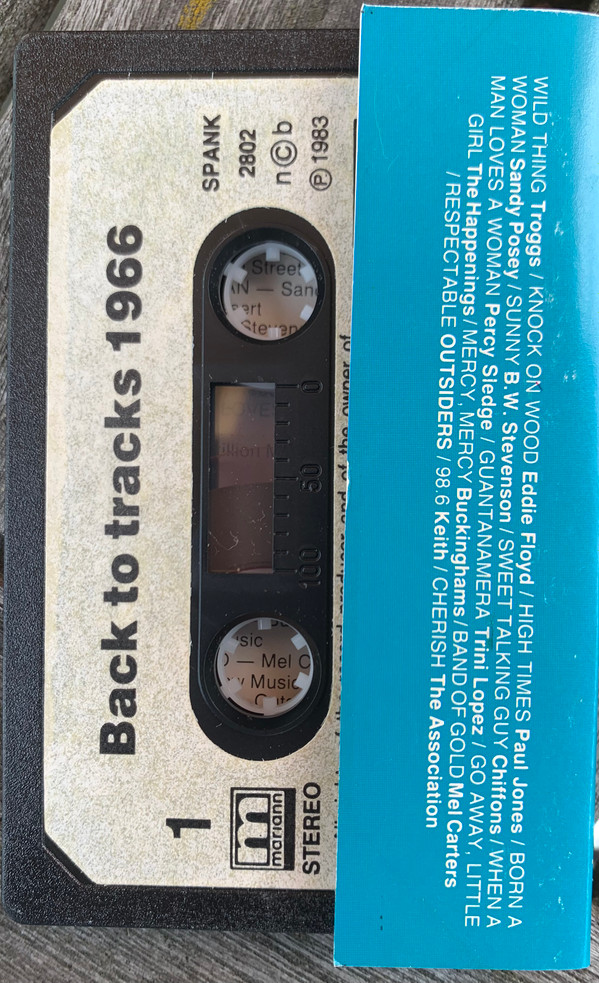 Back to tracks 1966
SPANK
2802
n©b
℗ 1983
1
mariann
STEREO
0 50 100
Street
— San
Steven
— Mel
Music
WILD THING Troggs / KNOCK ON WOOD Eddie Floyd / HIGH TIMES Paul Jones / BORN A
WOMAN Sandy Posey / SUNNY B. W. Stevenson / SWEET TALKING GUY Chiffons / WHEN A
MAN LOVES A WOMAN Percy Sledge / GUANTANAMERA Trini Lopez / GO AWAY, LITTLE
GIRL The Happenings / MERCY, MERCY Buckinghams / BAND OF GOLD Mel Carters
/ RESPECTABLE OUTSIDERS / 98.6 Keith / CHERISH The Association